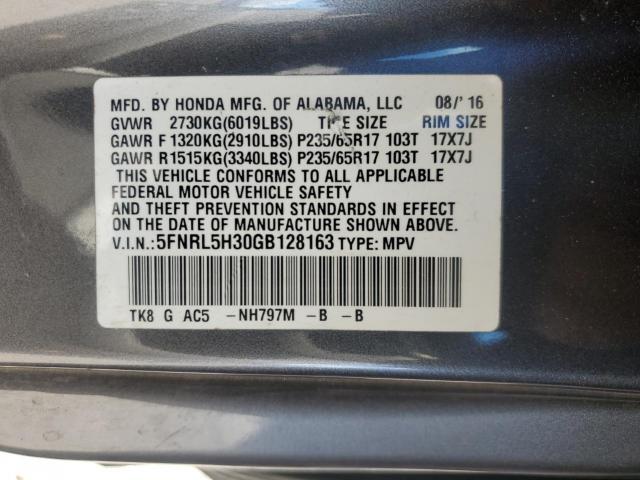 MFD. BY HONDA MFG. OF ALABAMA, LLC 08/'16
GVWR 2730KG(6019LBS) TIRE SIZE RIM SIZE
GAWR F 1320KG(2910LBS) P235/65R17 103T 17X7J
GAWR R1515KG(3340LBS) P235/65R17 103T 17X7J
THIS VEHICLE CONFORMS TO ALL APPLICABLE
FEDERAL MOTOR VEHICLE SAFETY
AND THEFT PREVENTION STANDARDS IN EFFECT
ON THE DATE OF MANUFACTURE SHOWN ABOVE.
V.I.N.:5FNRL5H30GB128163 TYPE: MPV
TK8 G AC5 -NH797M -B -B